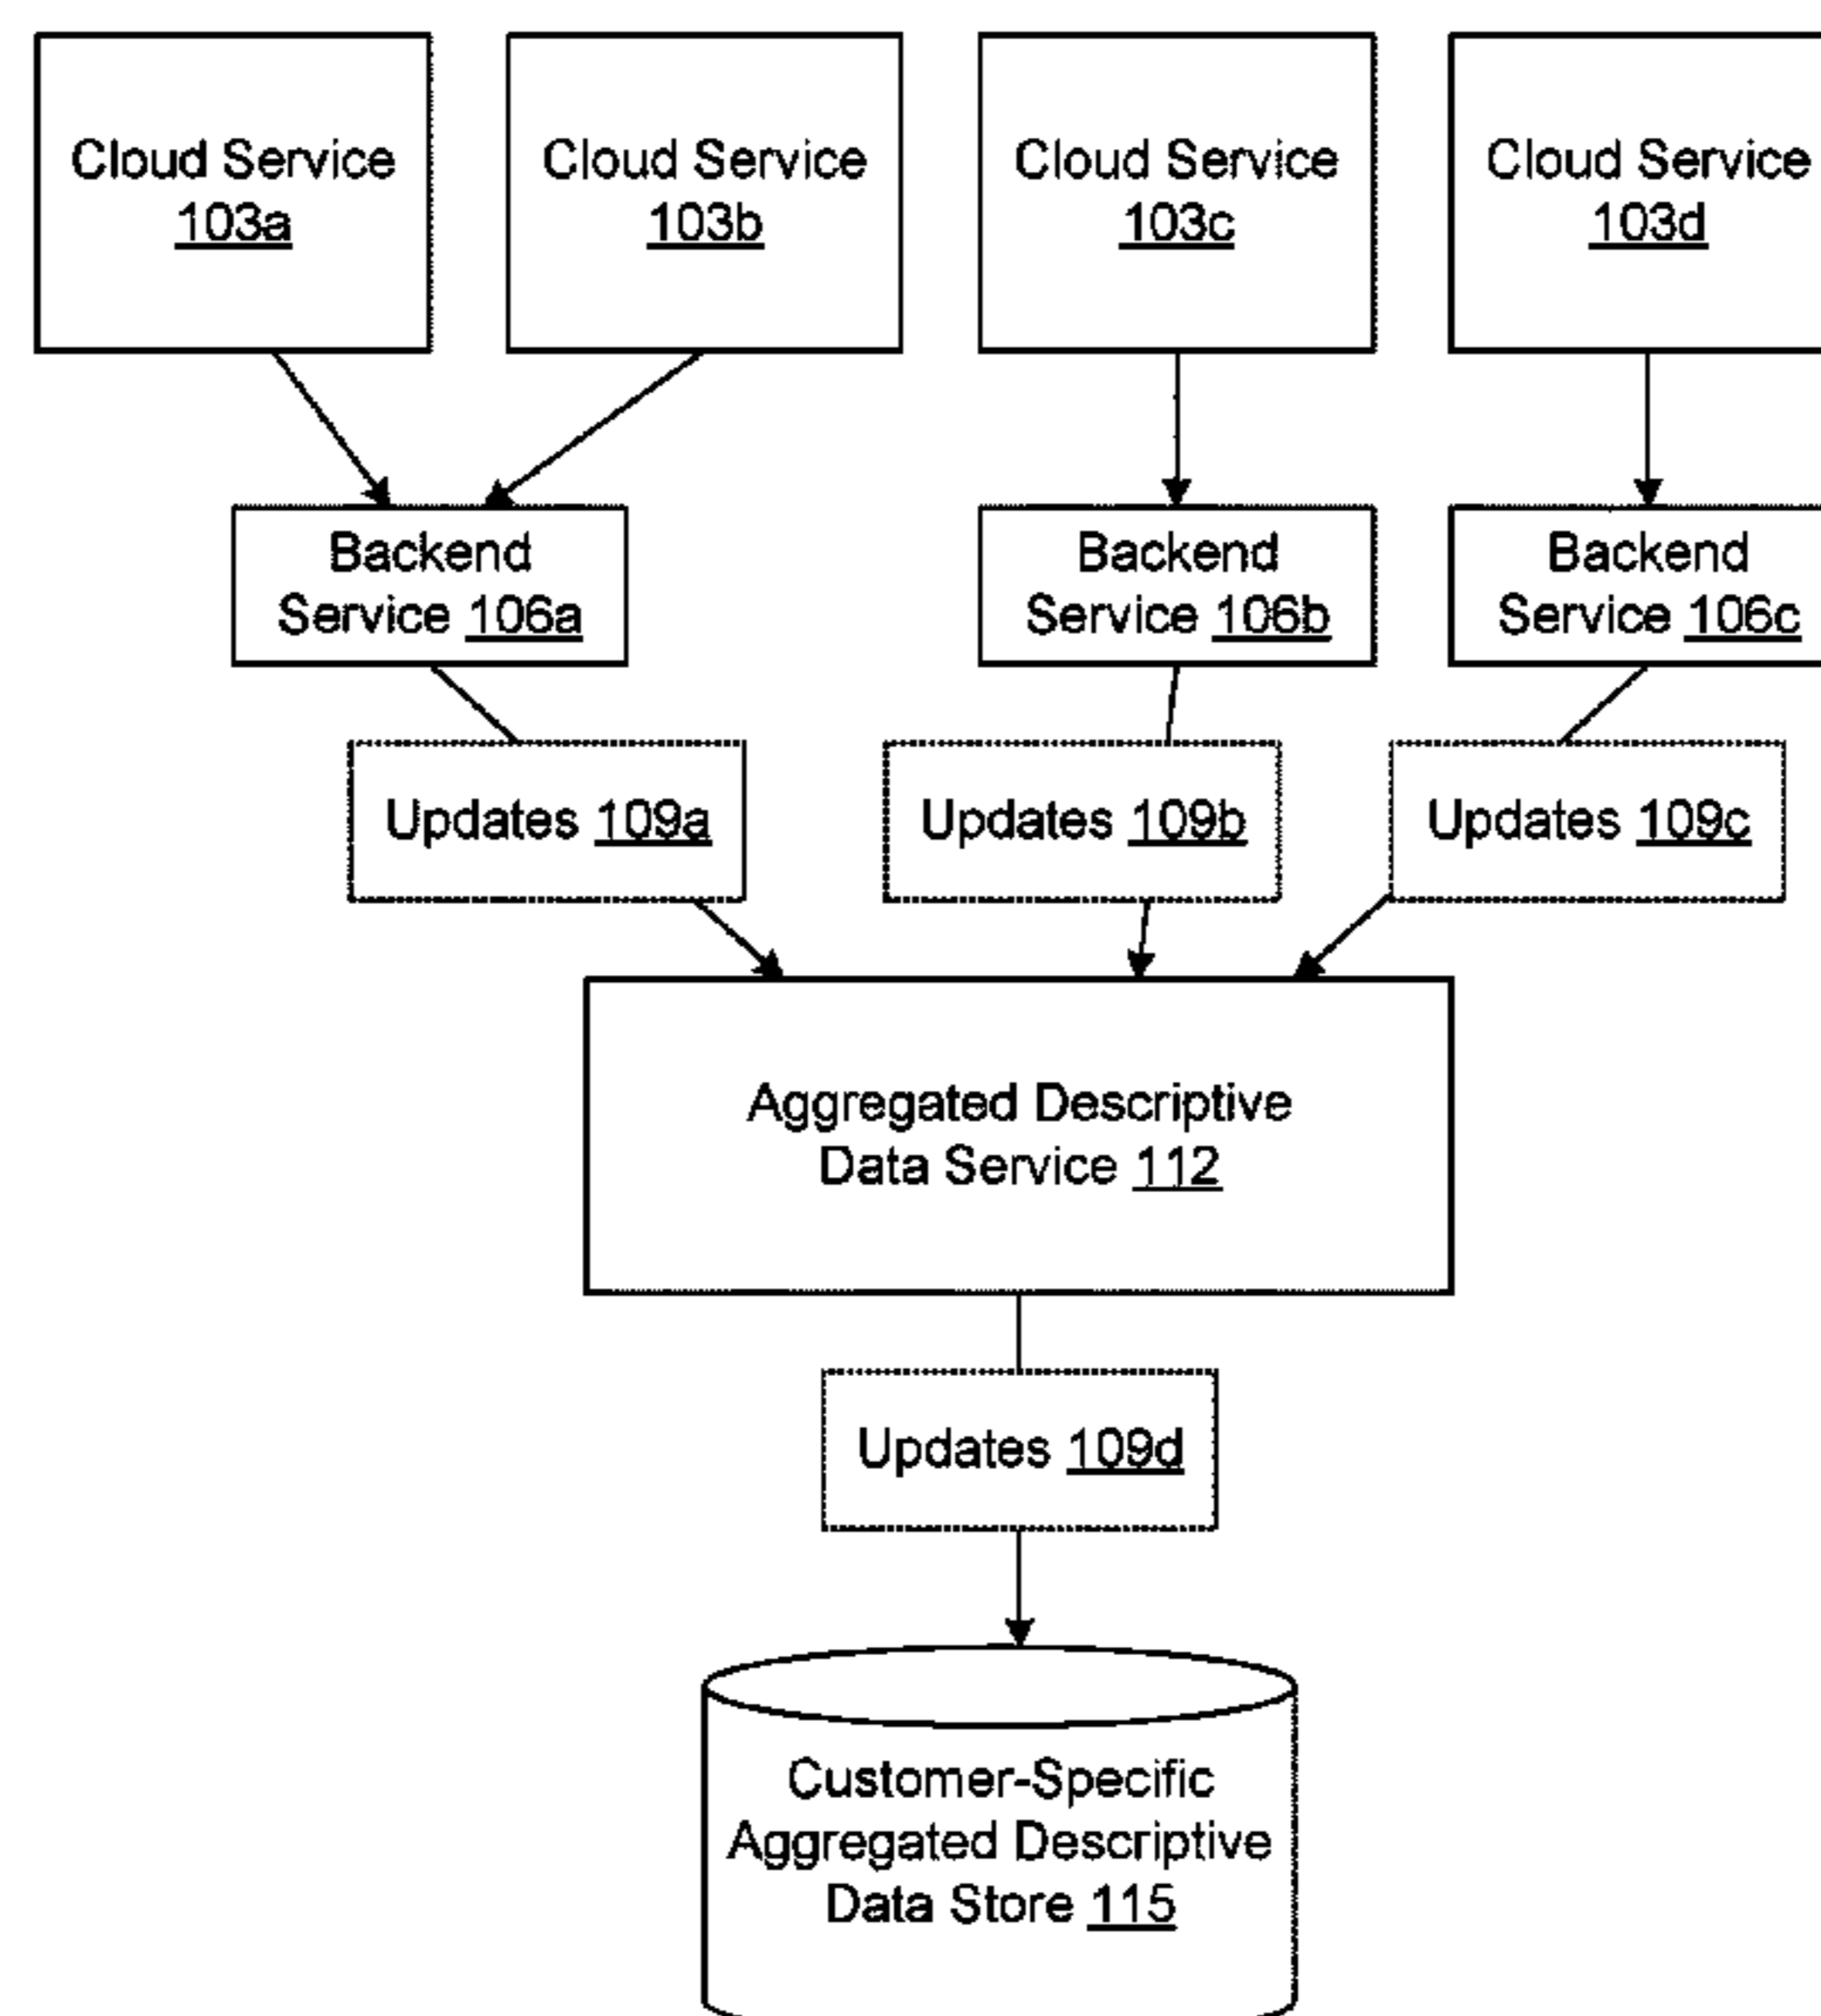 Cloud Service
103a
Cloud Service
103b
Cloud Service
103c
Cloud Service
103d
Backend
Service 106a
Backend
Service 106b
Backend
Service 106c
Updates 109a
Updates 109b
Updates 109c
Aggregated Descriptive
Data Service 112
Updates 109d
Customer-Specific
Aggregated Descriptive
Data Store 115